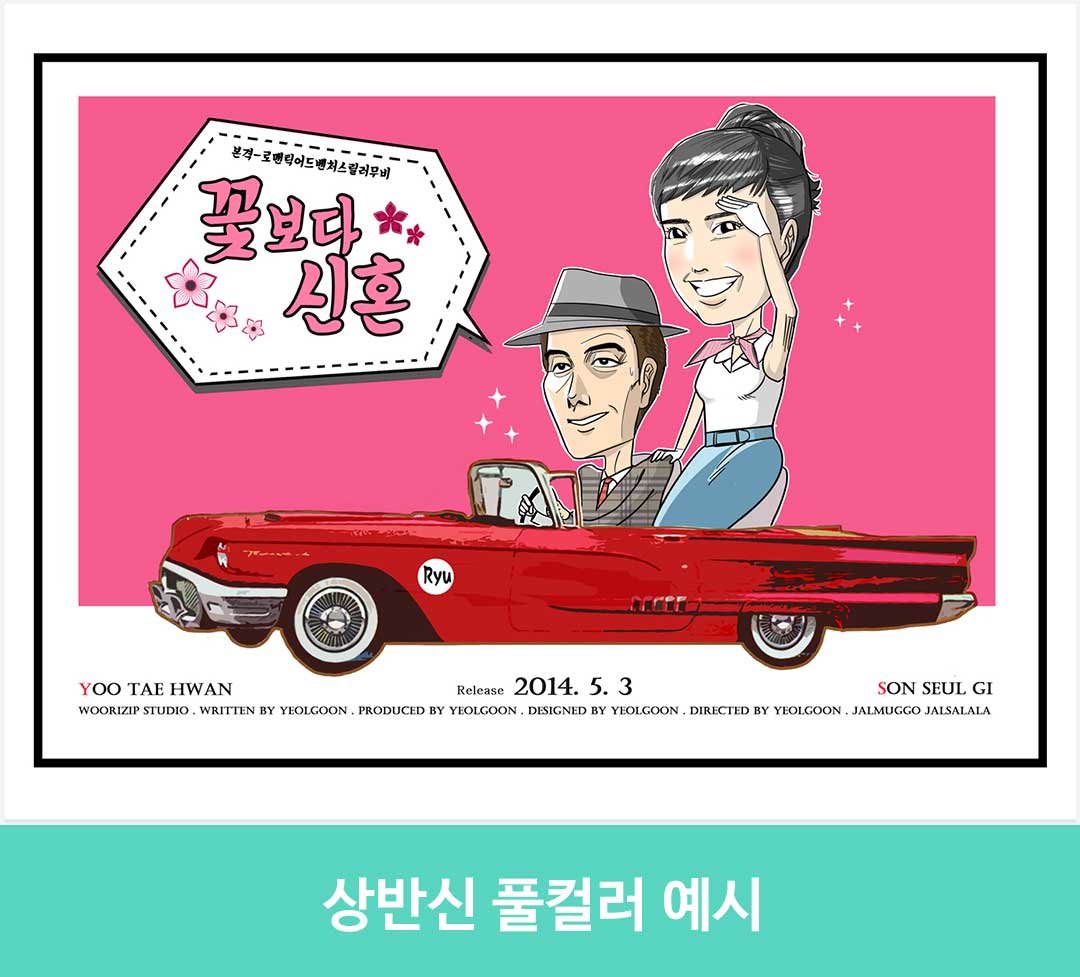 본격-로맨틱어드벤처스릴러무비
꽃보다
신혼
Ryu
YOO TAE HWAN
Release 2014. 5. 3
SON SEUL GI
WOORIZIP STUDIO . WRITTEN BY YEOLGOON . PRODUCED BY YEOLGOON . DESIGNED BY YEOLGOON . DIRECTED BY YEOLGOON . JALMUGGO JALSALALA
상반신 풀컬러 예시